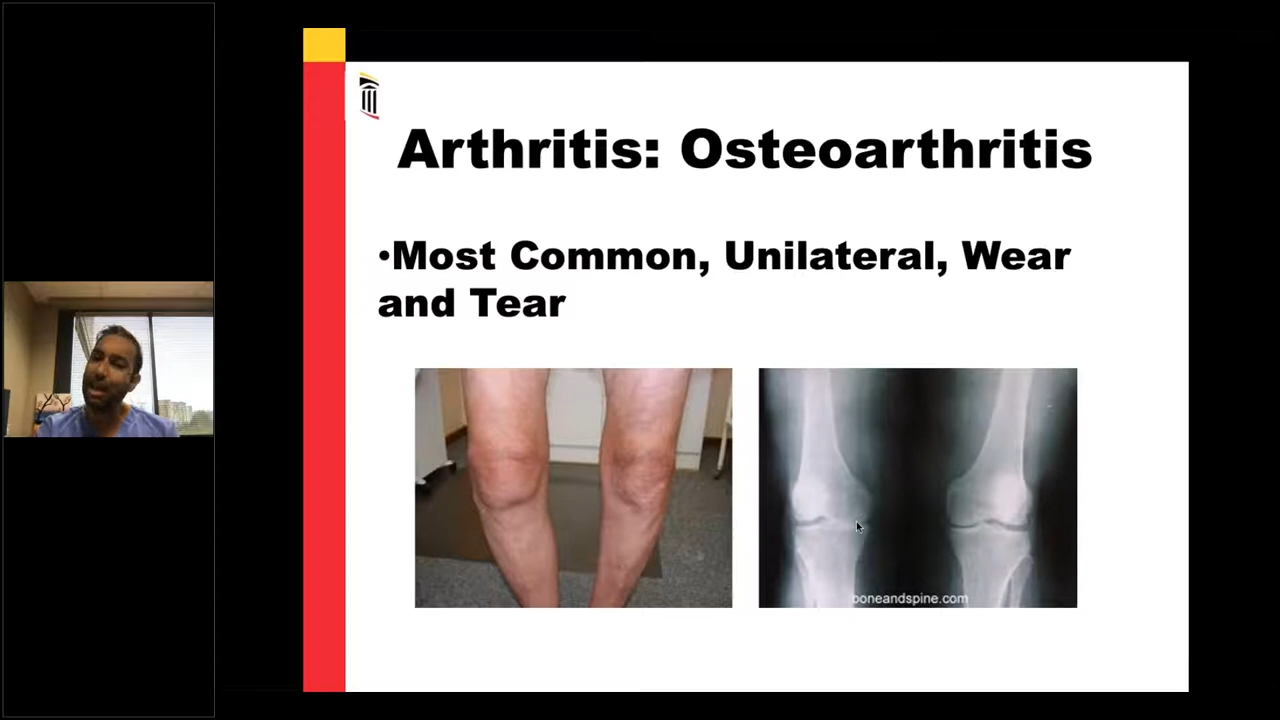 Arthritis: Osteoarthritis
•Most Common, Unilateral, Wear
and Tear
boneandspine.com